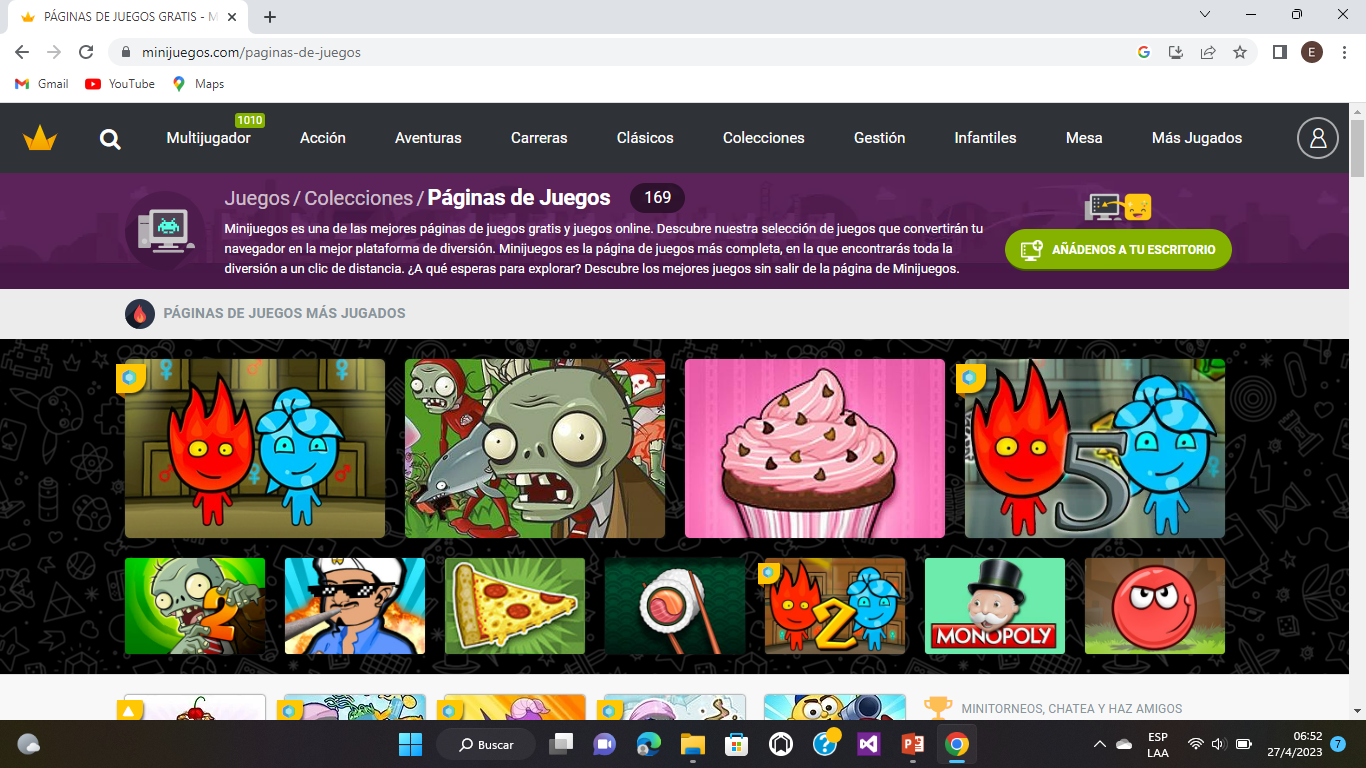 PÁGINAS DE JUEGOS GRATIS - M
minijuegos.com/paginas-de-juegos
E
Gmail
YouTube
Maps
1010
Multijugador
Acción
Aventuras
Carreras
Clásicos
Colecciones
Gestión
Infantiles
Mesa
Más Jugados
Juegos / Colecciones / Páginas de Juegos 169
Minijuegos es una de las mejores páginas de juegos gratis y juegos online. Descubre nuestra selección de juegos que convertirán tu
navegador en la mejor plataforma de diversión. Minijuegos es la página de juegos más completa, en la que encontrarás toda la
diversión a un clic de distancia. ¿A qué esperas para explorar? Descubre los mejores juegos sin salir de la página de Minijuegos.
AÑÁDENOS A TU ESCRITORIO
PÁGINAS DE JUEGOS MÁS JUGADOS
5
2
2
MONOPOLY
MINITORNEOS, CHATEA Y HAZ AMIGOS
Buscar
ESP
LAA
06:52
27/4/2023
7